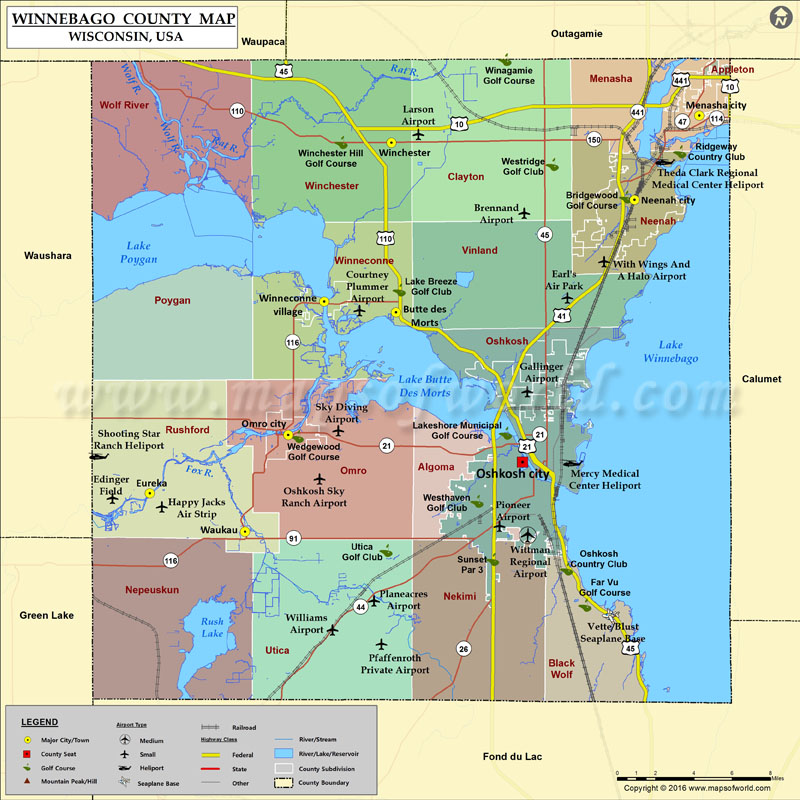 WINNEBAGO COUNTY MAP
WISCONSIN, USA
Waupaca
Outagamie
Waushara
Green Lake
Calumet
Fond du Lac
Wolf R.
Wolf R.
Rat R.
Rat R.
45
Winagamie
Golf Course
Menasha
Appleton
441
10
Wolf River
110
Larson
Airport
10
441
Menasha city
47
114
150
Winchester
Winchester Hill
Golf Course
Winchester
Westridge
Golf Club
Clayton
Ridgeway
Country Club
Theda Clark Regional
Medical Center Heliport
Bridgewood
Golf Course
Neenah city
Neenah
Brennand
Airport
110
45
Lake
Poygan
Vinland
Winneconne
Courtney
Plummer
Airport
With Wings And
A Halo Airport
Earl's
Air Park
Lake Breeze
Golf Club
Poygan
Winneconne
village
Butte des
Morts
41
116
Oshkosh
Lake
Winnebago
Gallinger
Airport
Lake Butte
Des Morts
www.mapsofworld.com
Sky Diving
Airport
Rushford
Omro city
Shooting Star
Ranch Heliport
Wedgewood
Golf Course
21
Lakeshore Municipal
Golf Course
21
21
Fox R.
Omro
Algoma
Oshkosh city
Mercy Medical
Center Heliport
Edinger
Field
Eureka
Oshkosh Sky
Ranch Airport
Happy Jacks
Air Strip
Westhaven
Golf Club
Pioneer
Airport
Waukau
91
116
Utica
Golf Club
Wittman
Regional
Airport
Oshkosh
Country Club
Sunset
Par 3
Nepeuskun
Far Vu
Golf Course
Nekimi
Planeacres
Airport
44
Rush
Lake
Williams
Airport
Vette/Blust
Seaplane Base
45
Utica
Pfaffenroth
Private Airport
26
Black
Wolf
LEGEND
Major City/Town
County Seat
Golf Course
Mountain Peak/Hill
Airport Type
Medium
Small
Heliport
Seaplane Base
Railroad
Highway Class
Federal
State
Other
River/Stream
River/Lake/Reservoir
County Subdivision
County Boundary
0 1 2 4 6 8
Miles
Copyright © 2016 www.mapsofworld.com